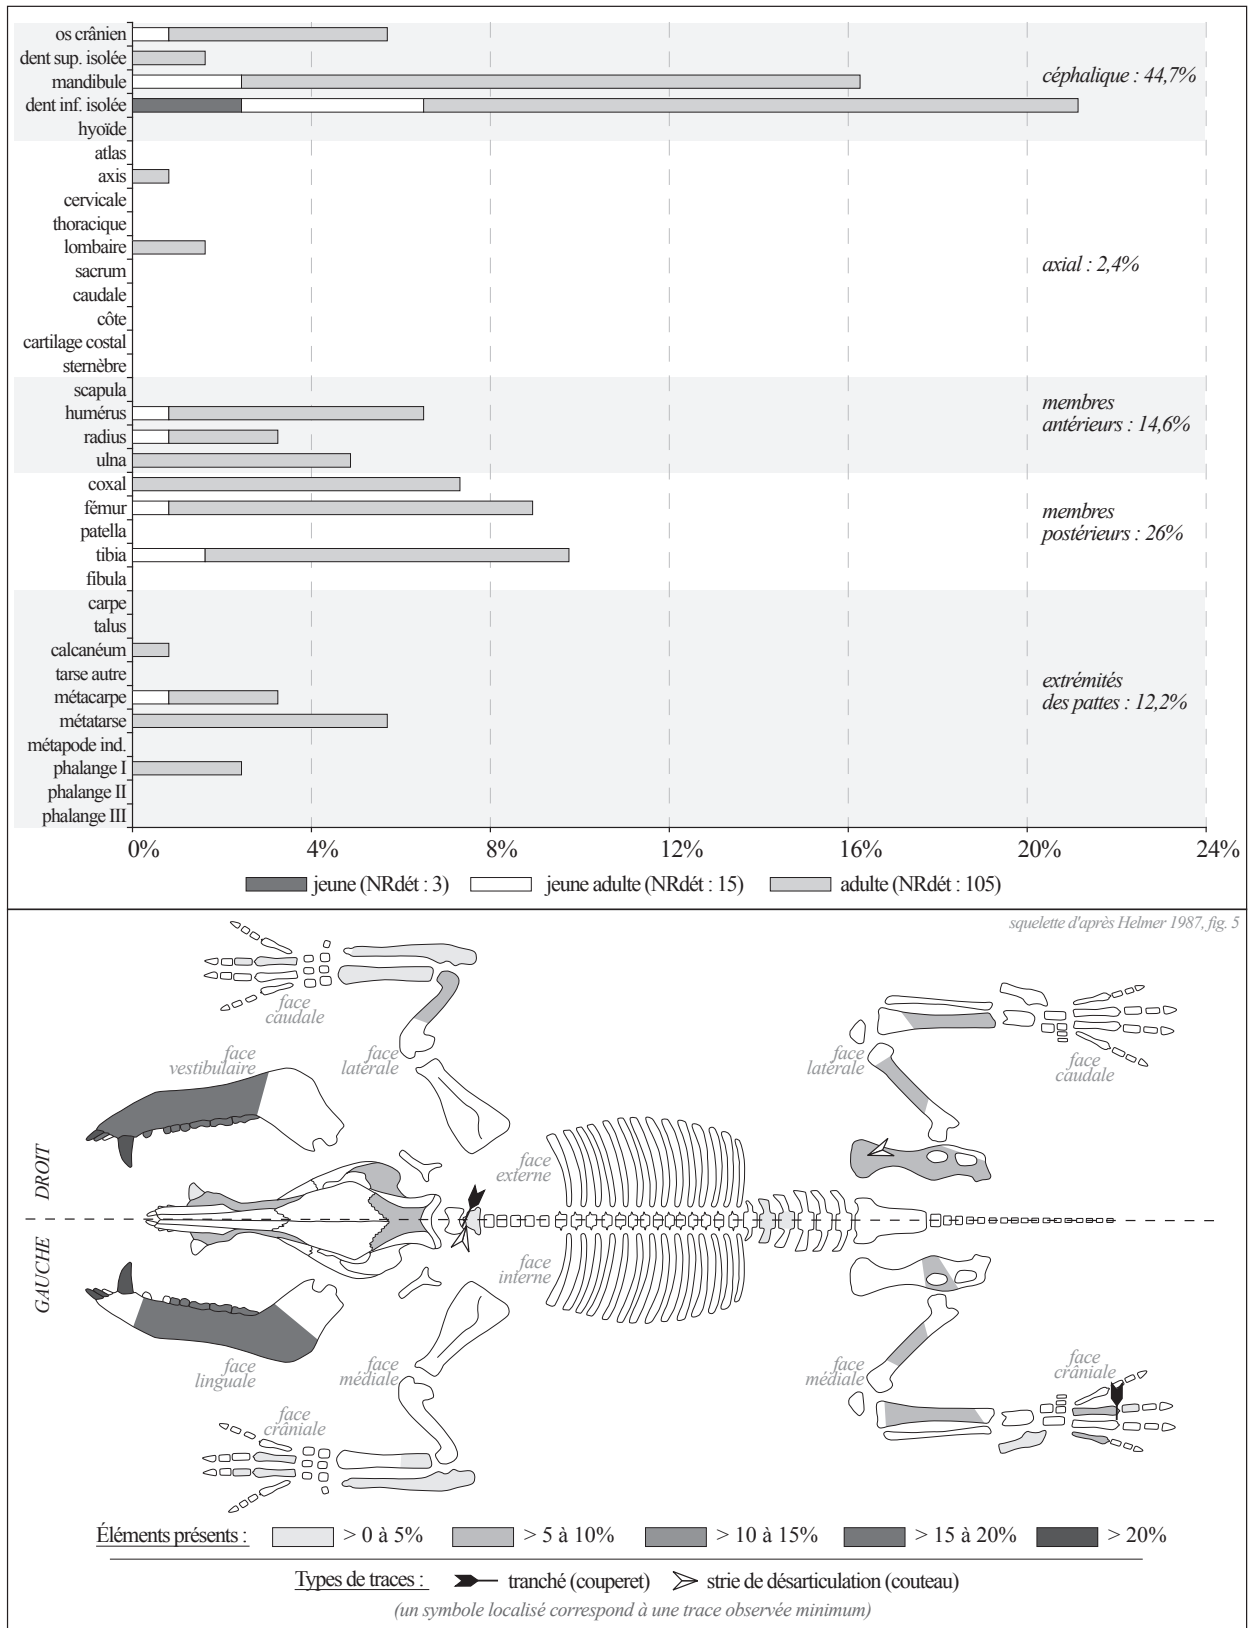 os crânien
dent sup. isolée
mandibule
dent inf. isolée
hyoïde
atlas
axis
cervicale
thoracique
lombaire
sacrum
caudale
côte
cartilage costal
sternèbre
scapula
humérus
radius
ulna
coxal
fémur
patella
tibia
fibula
carpe
talus
calcanéum
tarse autre
métacarpe
métatarse
métapode ind.
phalange I
phalange II
phalange III
céphalique : 44,7%
axial : 2,4%
membres
antérieurs : 14,6%
membres
postérieurs : 26%
extrémités
des pattes : 12,2%
0% 4% 8% 12% 16% 20% 24%
jeune (NRdét : 3) jeune adulte (NRdét : 15) adulte (NRdét : 105)
squelette d'après Helmer 1987, fig. 5
face
caudale
face
vestibulaire
face
latérale
face
latérale
face
caudale
DROIT
face
externe
GAUCHE
face
interne
face
linguale
face
médiale
face
médiale
face
crâniale
face
crâniale
Éléments présents : > 0 à 5% > 5 à 10% > 10 à 15% > 15 à 20% > 20%
Types de traces : tranché (couperet) strie de désarticulation (couteau)
(un symbole localisé correspond à une trace observée minimum)